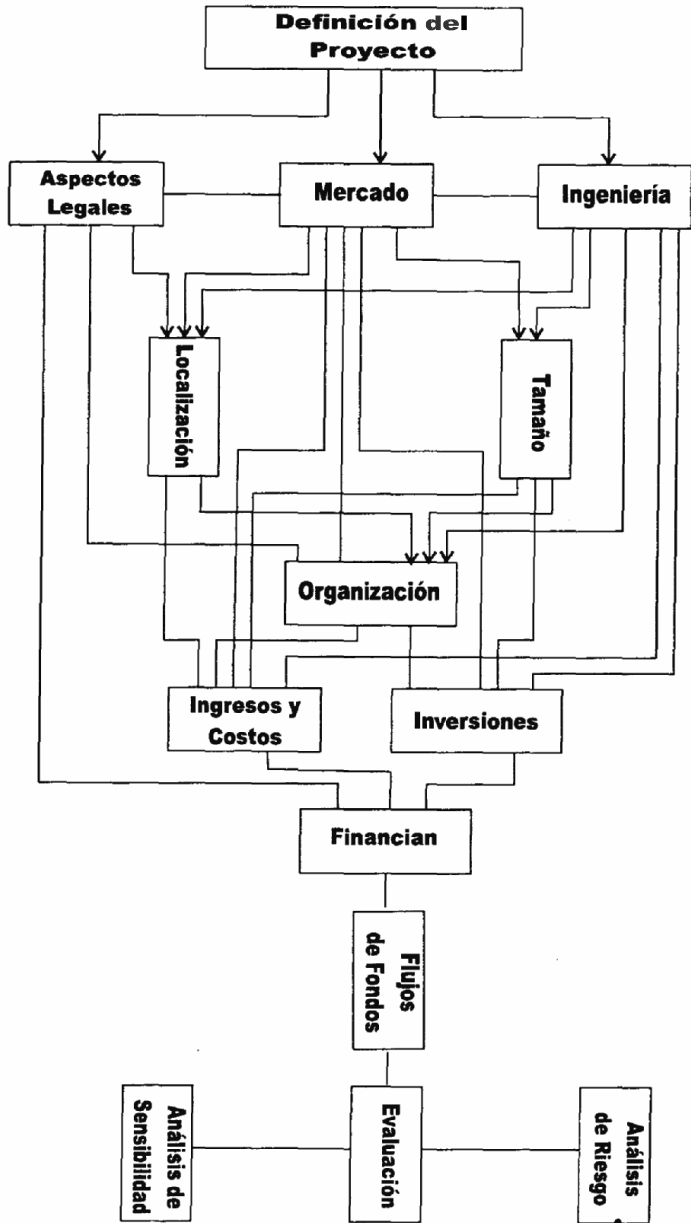 Definición del
Proyecto
Aspectos
Legales
Mercado
Ingeniería
Localización
Tamaño
Organización
Ingresos y
Costos
Inversiones
Financian
Flujos
de Fondos
Análisis de
Sensibilidad
Evaluación
Análisis
de Riesgo